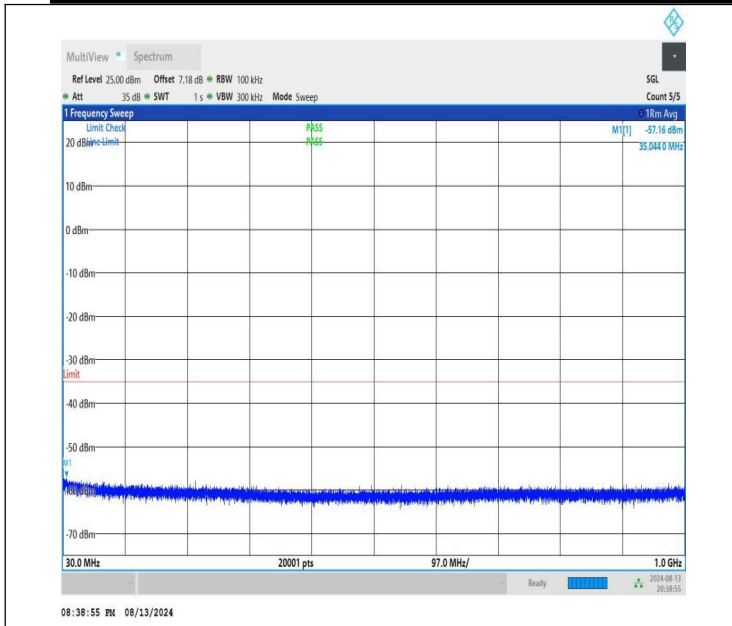 MultiView Spectrum
Ref Level 25.00 dBm Offset 7.18 dB RBW 100 kHz SGL
Att 35 dB SWT 1 s VBW 300 kHz Mode Sweep Count 5/5
1 Frequency Sweep 1Rm Avg
Limit Check PASS M1[1] -57.16 dBm
20 dBm Line Limit PASS 35.044 0 MHz
10 dBm
0 dBm
-10 dBm
-20 dBm
-30 dBm
Limit
-40 dBm
-50 dBm
M1
-70 dBm
30.0 MHz 20001 pts 97.0 MHz/ 1.0 GHz
Ready 2024-08-13
20:38:55
08:38:55 PM 08/13/2024